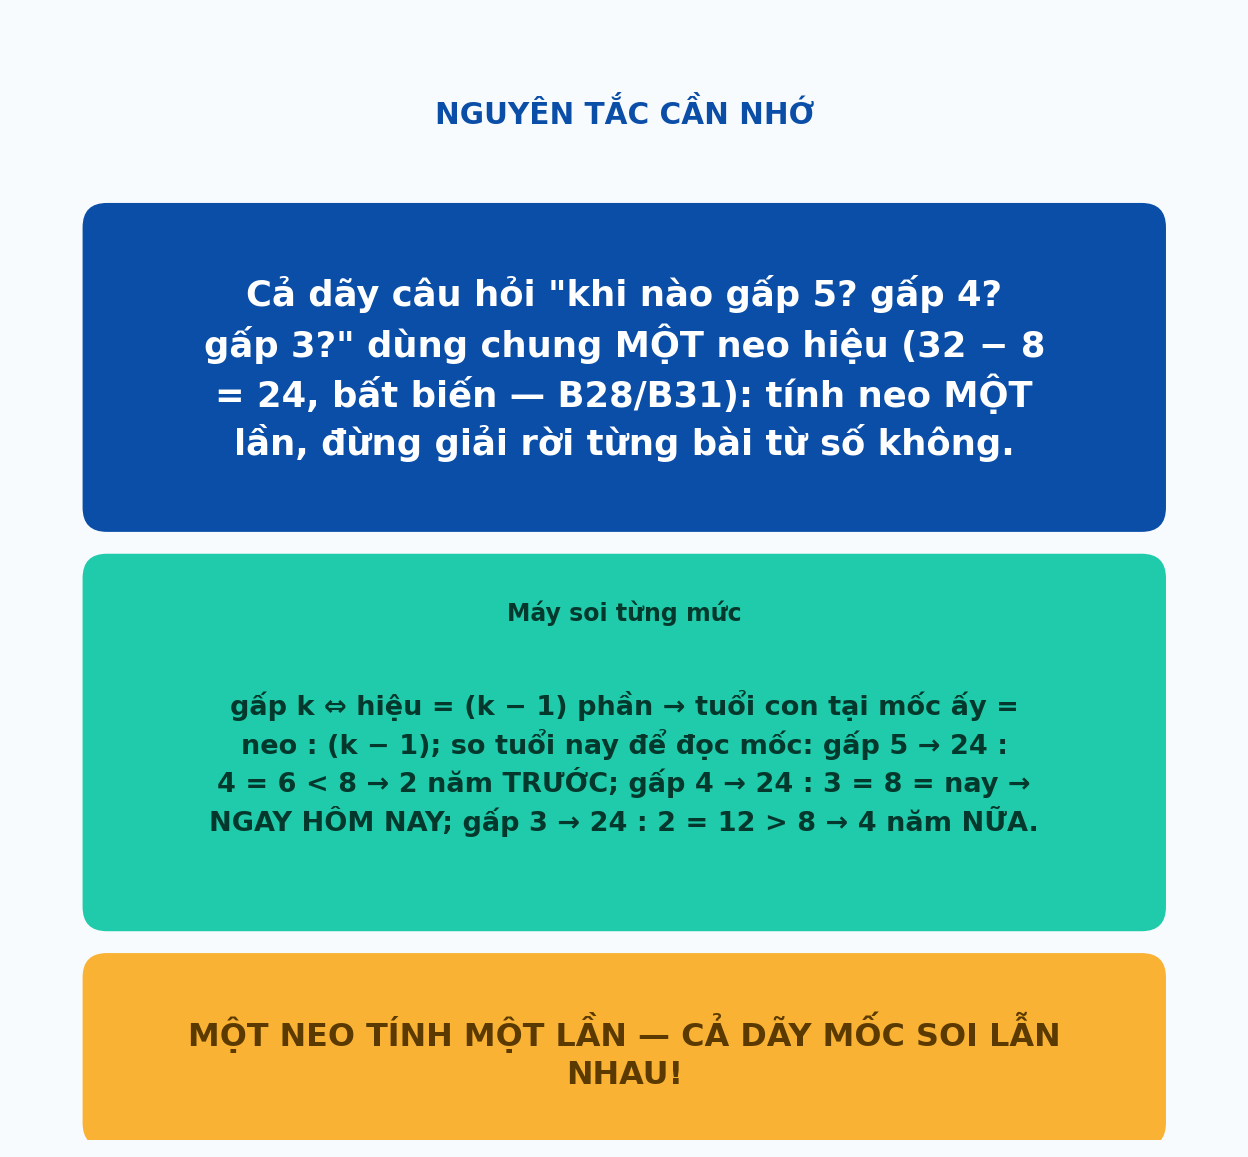 NGUYÊN TẮC CẦN NHỚ
Cả dãy câu hỏi "khi nào gấp 5? gấp 4?
gấp 3?" dùng chung MỘT neo hiệu (32 − 8
= 24, bất biến — B28/B31): tính neo MỘT
lần, đừng giải rời từng bài từ số không.
Máy soi từng mức
gấp k ⇔ hiệu = (k − 1) phần → tuổi con tại mốc ấy =
neo : (k − 1); so tuổi nay để đọc mốc: gấp 5 → 24 :
4 = 6 < 8 → 2 năm TRƯỚC; gấp 4 → 24 : 3 = 8 = nay →
NGAY HÔM NAY; gấp 3 → 24 : 2 = 12 > 8 → 4 năm NỮA.
MỘT NEO TÍNH MỘT LẦN — CẢ DÃY MỐC SOI LẪN
NHAU!